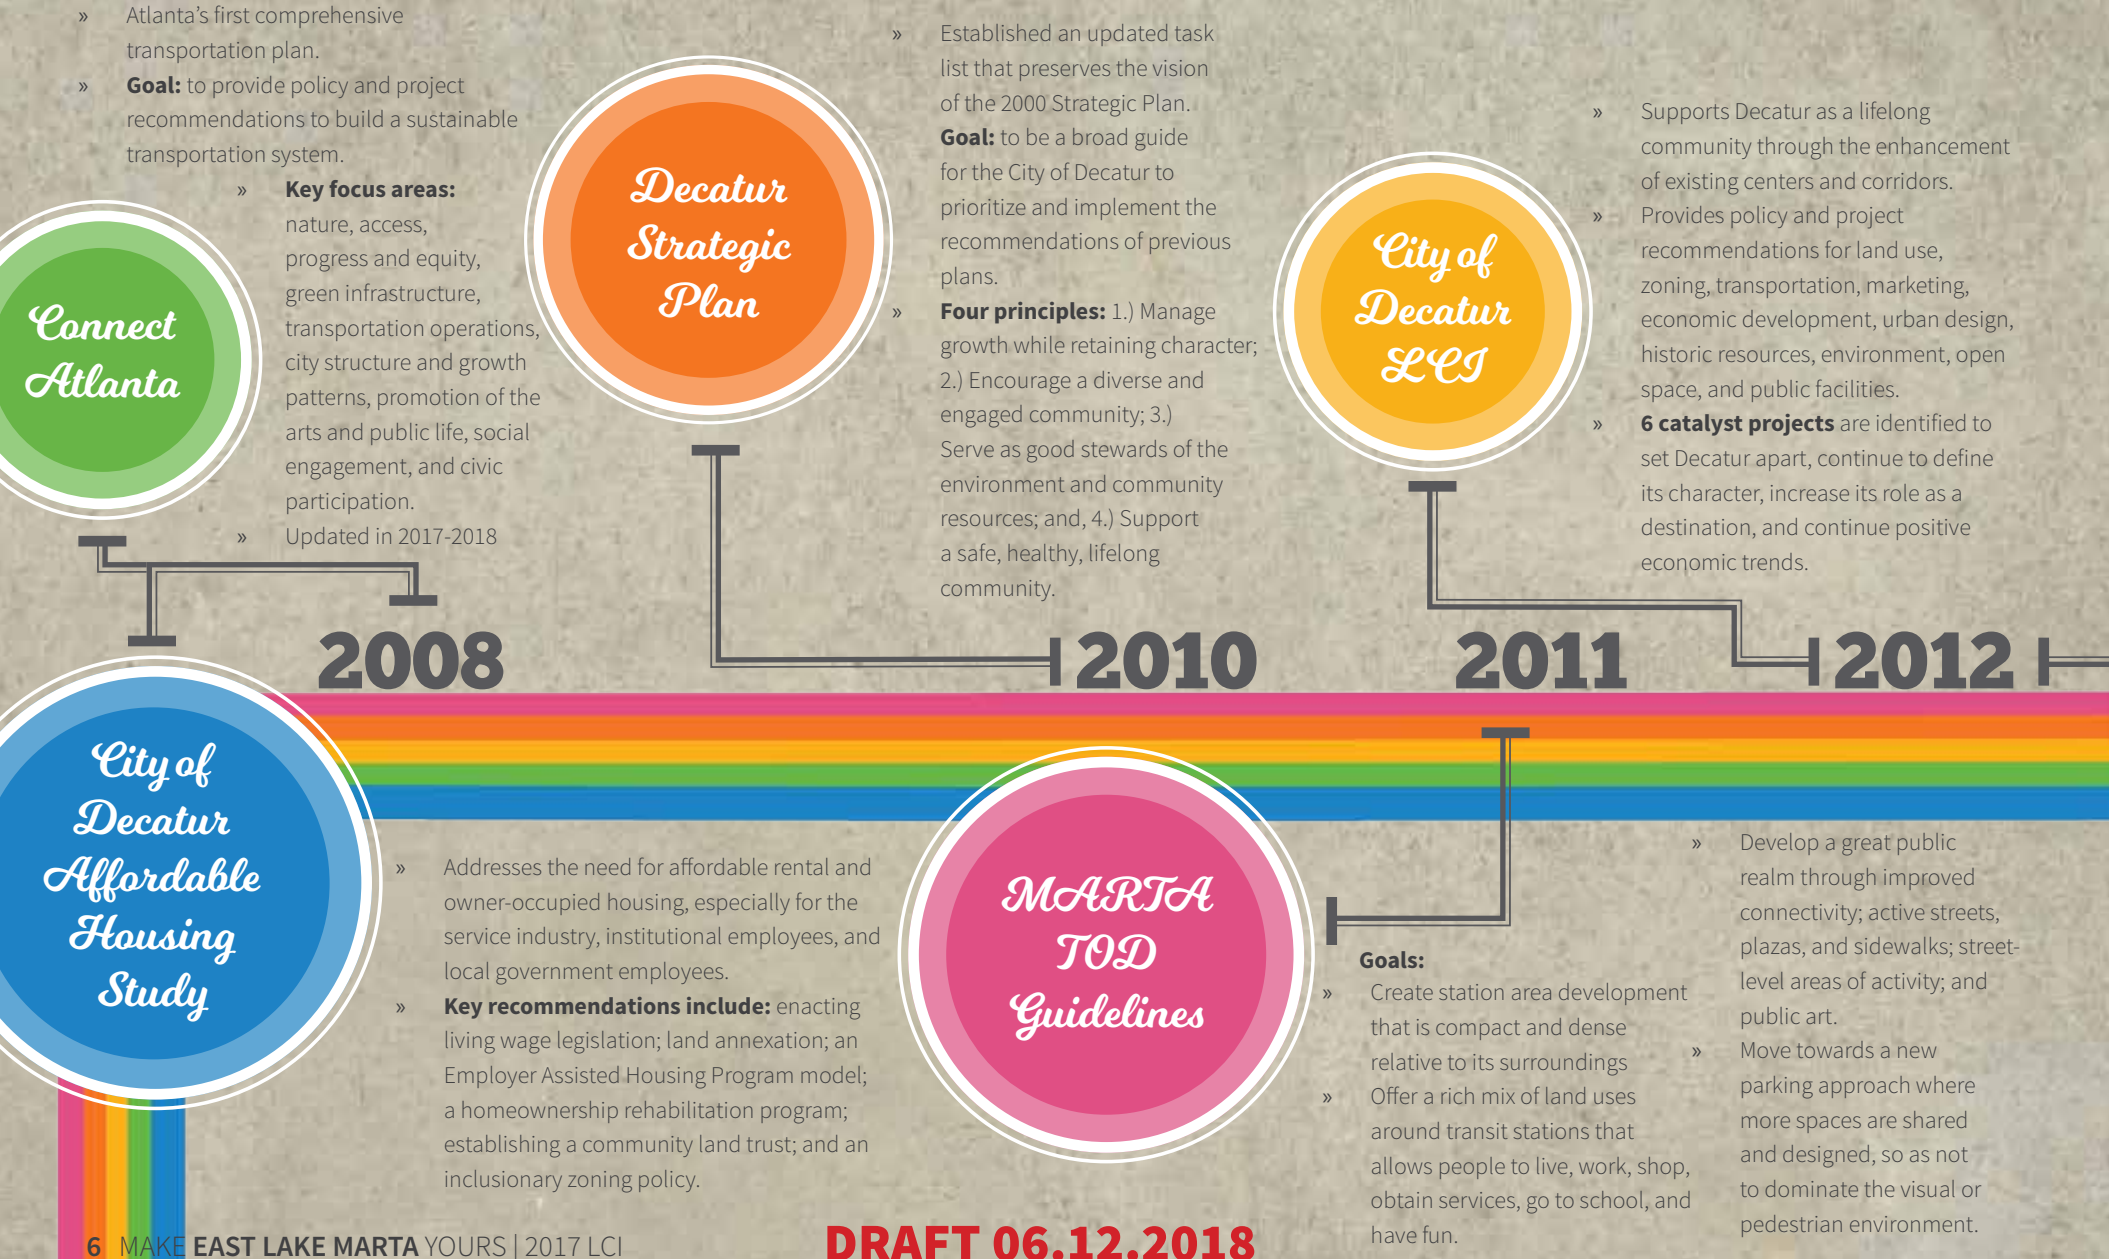 » Atlanta's first comprehensive
transportation plan.
» Goal: to provide policy and project
recommendations to build a sustainable
transportation system.
» Key focus areas:
nature, access,
progress and equity,
green infrastructure,
transportation operations,
city structure and growth
patterns, promotion of the
arts and public life, social
engagement, and civic
participation.
» Updated in 2017-2018
Connect
Atlanta
Decatur
Strategic
Plan
» Established an updated task
list that preserves the vision
of the 2000 Strategic Plan.
Goal: to be a broad guide
for the City of Decatur to
prioritize and implement the
recommendations of previous
plans.
» Four principles: 1.) Manage
growth while retaining character;
2.) Encourage a diverse and
engaged community; 3.)
Serve as good stewards of the
environment and community
resources; and, 4.) Support
a safe, healthy, lifelong
community.
City of
Decatur
LCI
» Supports Decatur as a lifelong
community through the enhancement
of existing centers and corridors.
» Provides policy and project
recommendations for land use,
zoning, transportation, marketing,
economic development, urban design,
historic resources, environment, open
space, and public facilities.
» 6 catalyst projects are identified to
set Decatur apart, continue to define
its character, increase its role as a
destination, and continue positive
economic trends.
2008
2010
2011
2012
City of
Decatur
Affordable
Housing
Study
» Addresses the need for affordable rental and
owner-occupied housing, especially for the
service industry, institutional employees, and
local government employees.
» Key recommendations include: enacting
living wage legislation; land annexation; an
Employer Assisted Housing Program model;
a homeownership rehabilitation program;
establishing a community land trust; and an
inclusionary zoning policy.
MARTA
TOD
Guidelines
Goals:
» Create station area development
that is compact and dense
relative to its surroundings
» Offer a rich mix of land uses
around transit stations that
allows people to live, work, shop,
obtain services, go to school, and
have fun.
» Develop a great public
realm through improved
connectivity; active streets,
plazas, and sidewalks; street-
level areas of activity; and
public art.
» Move towards a new
parking approach where
more spaces are shared
and designed, so as not
to dominate the visual or
pedestrian environment.
6 MAKE EAST LAKE MARTA YOURS | 2017 LCI
DRAFT 06.12.2018